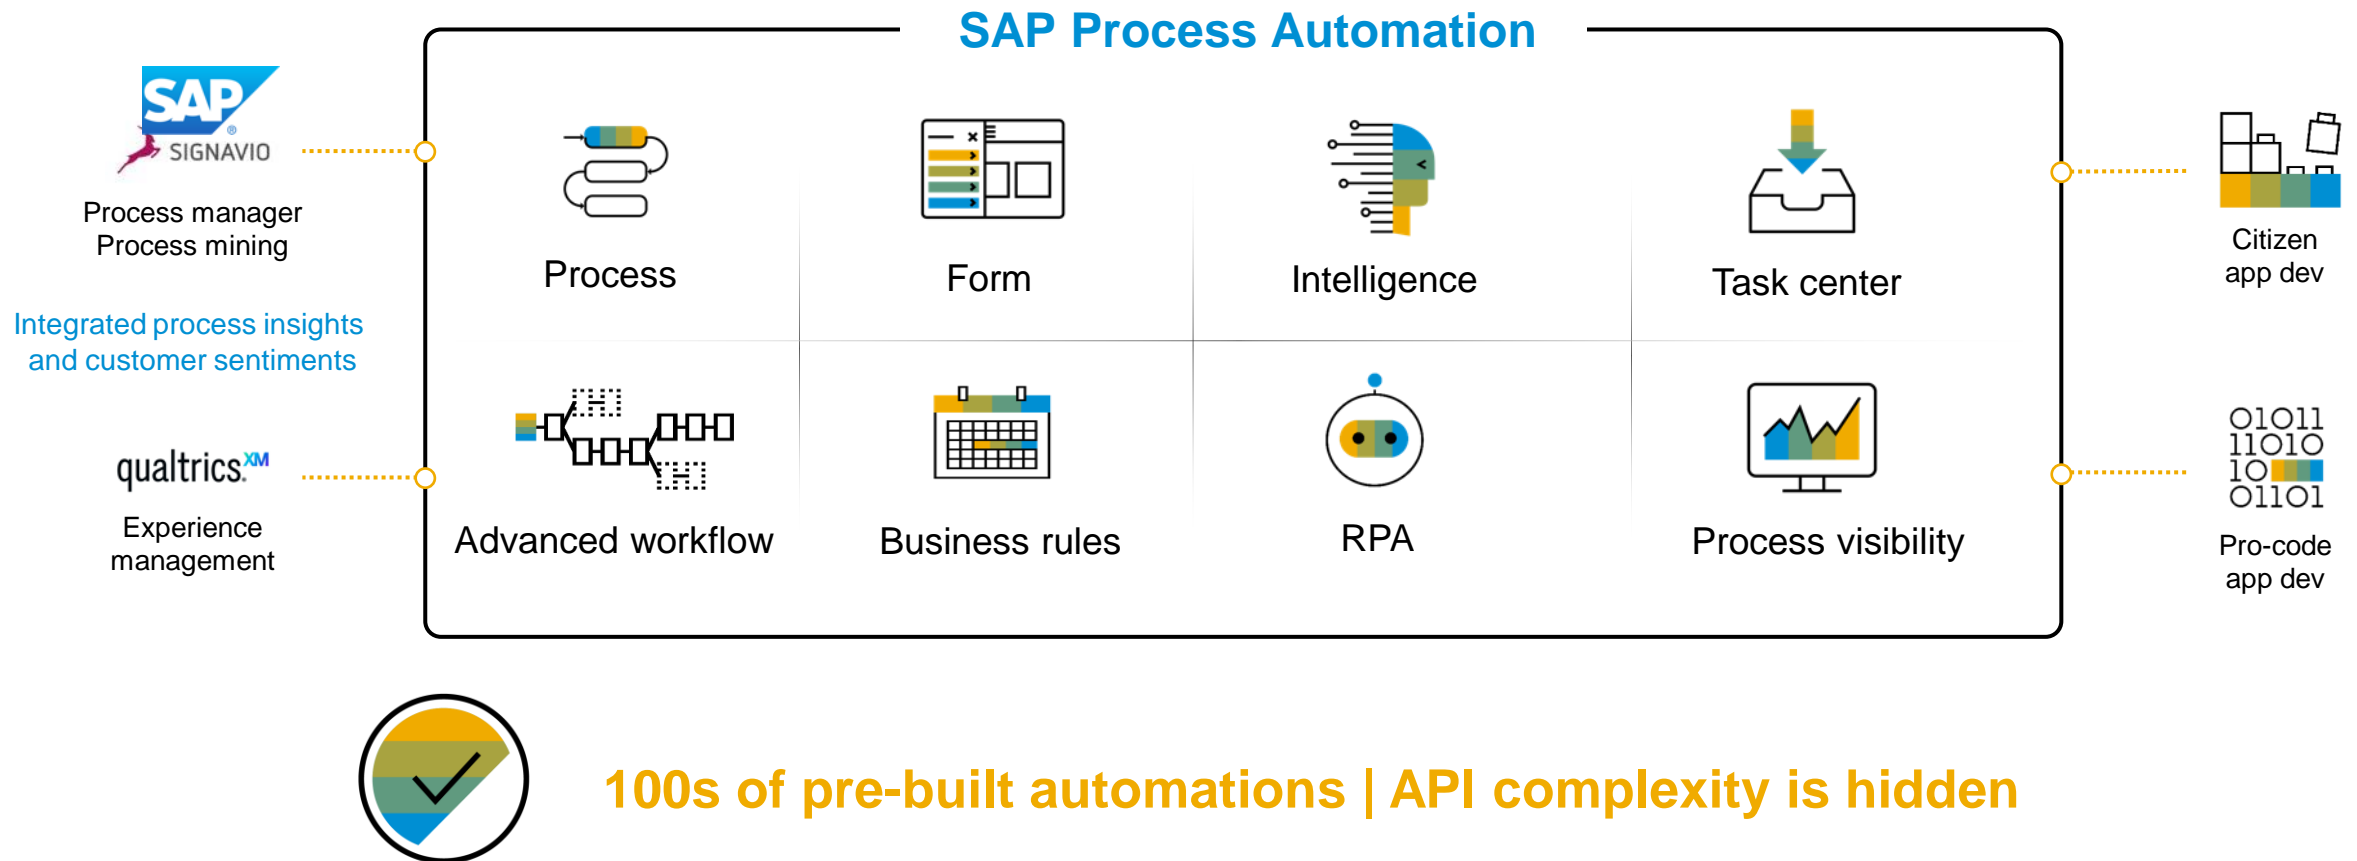 SAP Process Automation
SAP
®
SIGNAVIO
Process manager
Process mining
Integrated process insights
and customer sentiments
qualtrics.XM
Experience
management
Process
Form
Intelligence
Task center
Advanced workflow
Business rules
RPA
Process visibility
Citizen
app dev
01011
11010
10
01101
Pro-code
app dev
100s of pre-built automations | API complexity is hidden